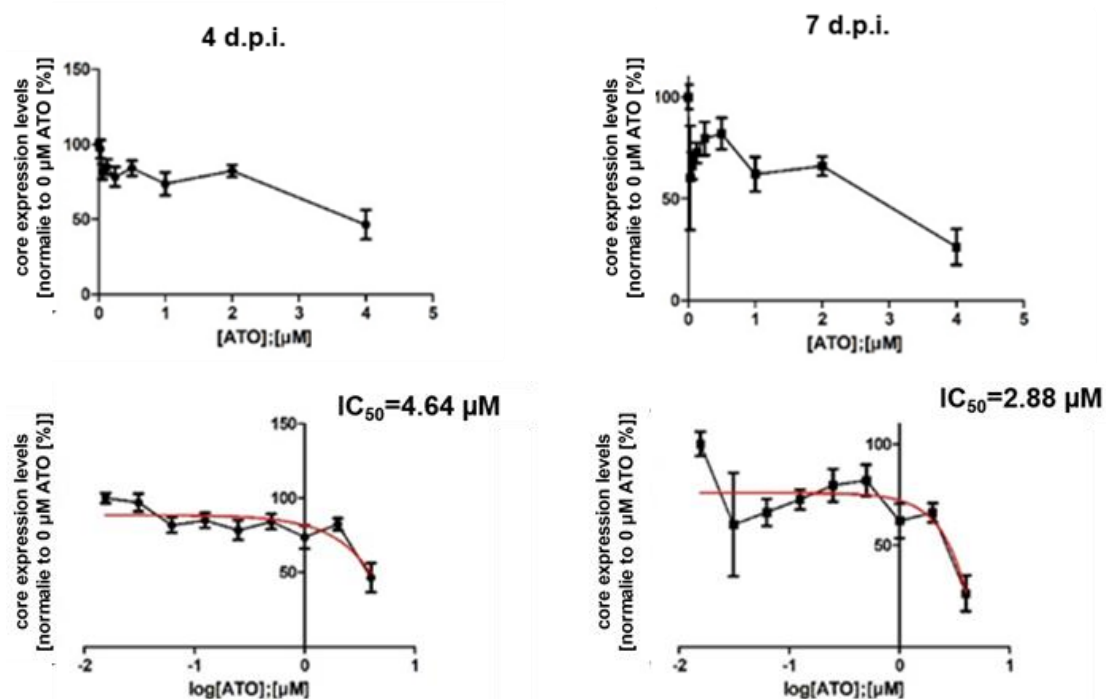 4 d.p.i.
core expression levels
[normalie to 0 µM ATO [%]]
150
100
50
0
0 1 2 3 4 5
[ATO];[µM]
7 d.p.i.
core expression levels
[normalie to 0 µM ATO [%]]
100
50
0
0 1 2 3 4 5
[ATO];[µM]
IC50=4.64 µM
core expression levels
[normalie to 0 µM ATO [%]]
150
100
50
-2 -1 0 1
log[ATO];[µM]
IC50=2.88 µM
core expression levels
[normalie to 0 µM ATO [%]]
100
50
-2 -1 0 1
log[ATO];[µM]